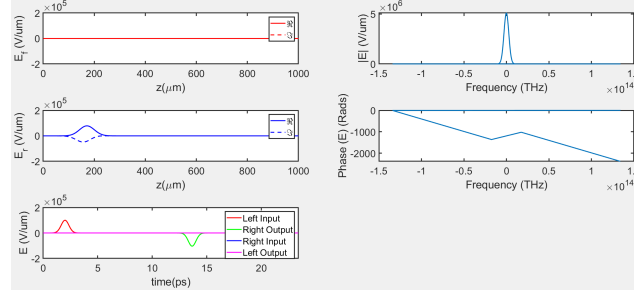 ×10^5
E_f (V/um)
2
0
-2
ℜ
ℑ
0 200 400 600 800 1000
z(μm)
×10^5
E_r (V/um)
2
0
-2
ℜ
ℑ
0 200 400 600 800 1000
z(μm)
×10^5
E (V/um)
2
0
-2
Left Input
Right Output
Right Input
Left Output
0 5 10 15 20
time(ps)
×10^6
|E| (V/um)
5
0
-1.5 -1 -0.5 0 0.5 1 1.5
Frequency (THz)
×10^14
Phase (E) (Rads)
0
-1000
-2000
-1.5 -1 -0.5 0 0.5 1 1.5
Frequency (THz)
×10^14